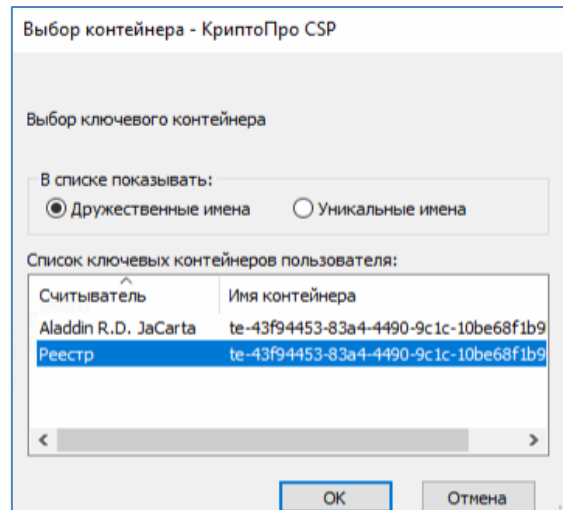 Выбор контейнера - КриптоПро CSP
Выбор ключевого контейнера
В списке показывать:
Дружественные имена Уникальные имена
Список ключевых контейнеров пользователя:
Считыватель Имя контейнера
Aladdin R.D. JaCarta te-43f94453-83a4-4490-9c1c-10be68f1b9
Реестр te-43f94453-83a4-4490-9c1c-10be68f1b9
ОК Отмена